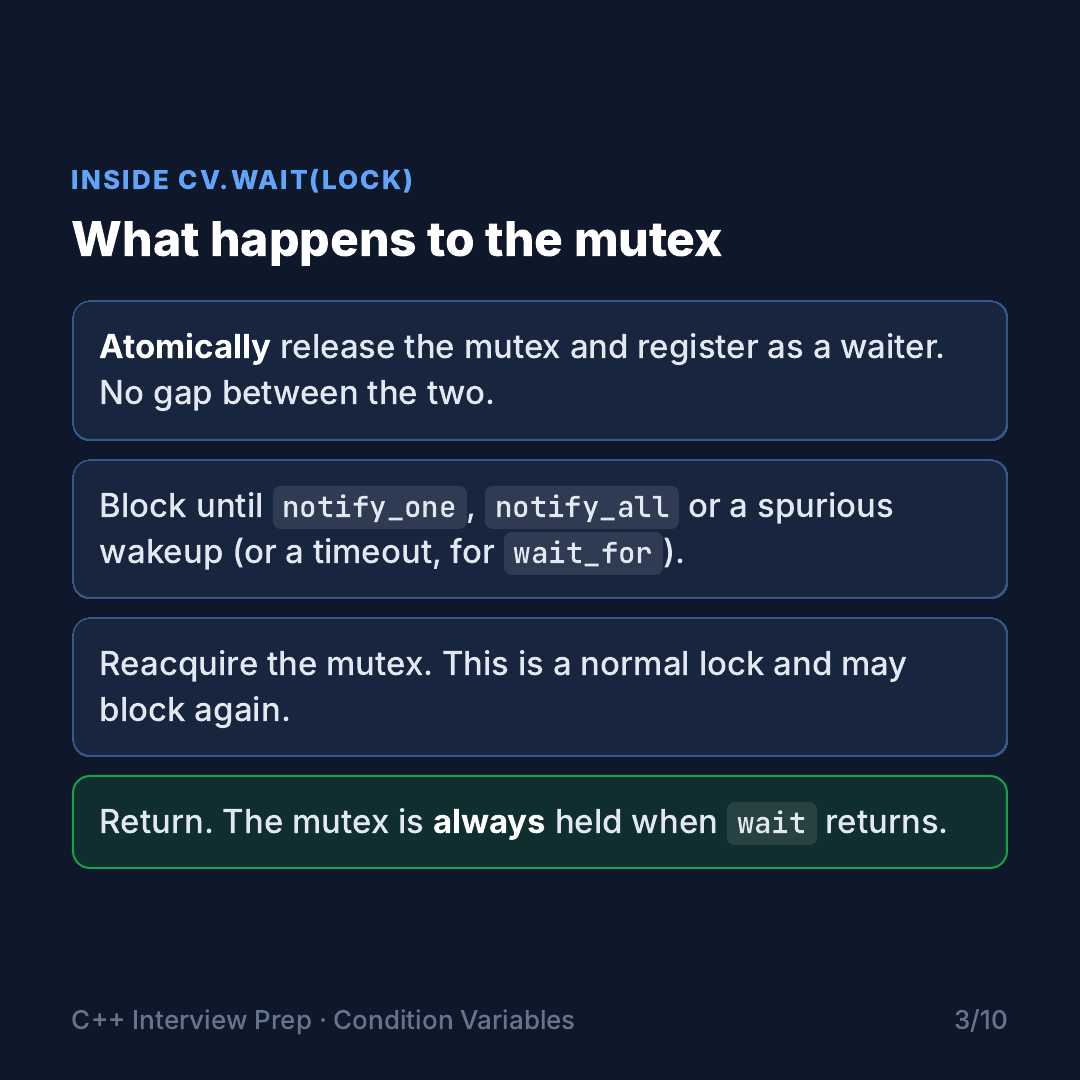 INSIDE CV.WAIT(LOCK)
What happens to the mutex
Atomically release the mutex and register as a waiter.
No gap between the two.
Block until notify_one, notify_all or a spurious
wakeup (or a timeout, for wait_for).
Reacquire the mutex. This is a normal lock and may
block again.
Return. The mutex is always held when wait returns.
C++ Interview Prep · Condition Variables
3/10